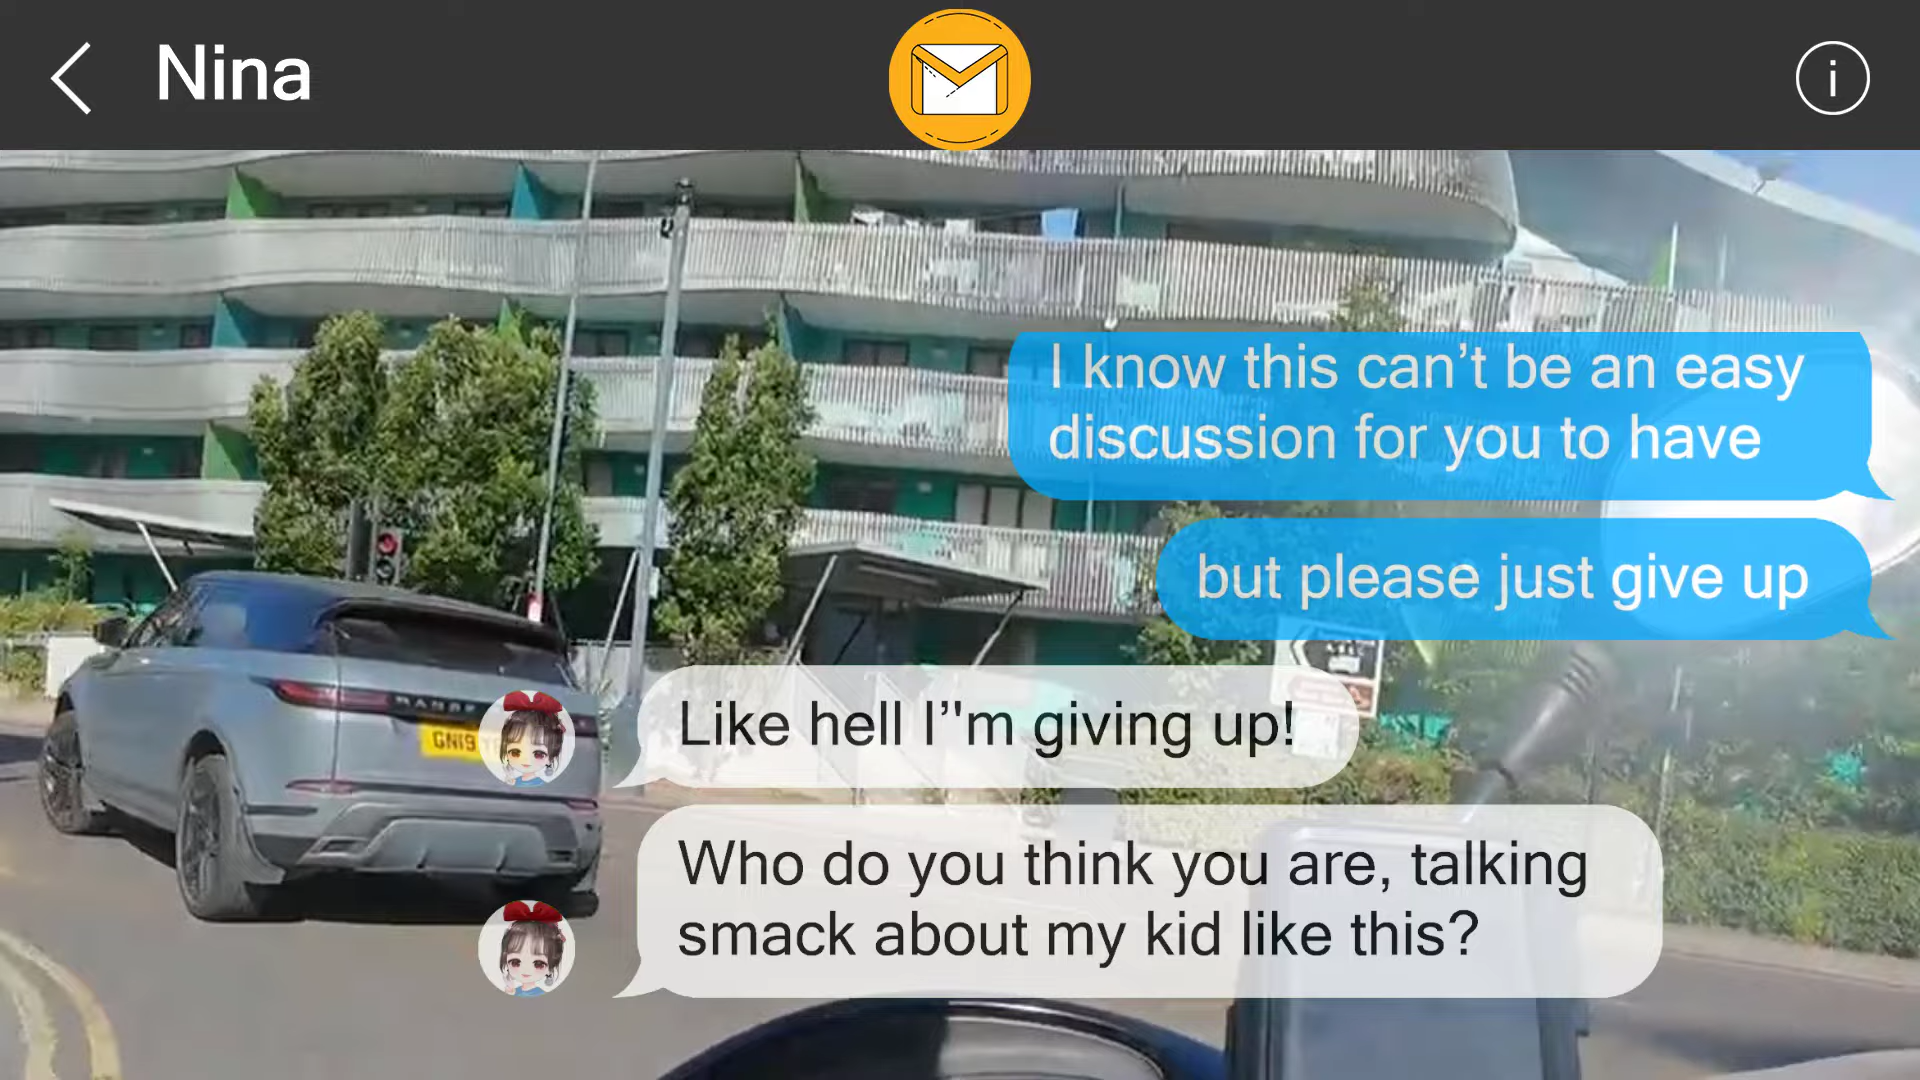 Nina
I know this can’t be an easy
discussion for you to have
but please just give up
Like hell I’'m giving up!
Who do you think you are, talking
smack about my kid like this?
GN19